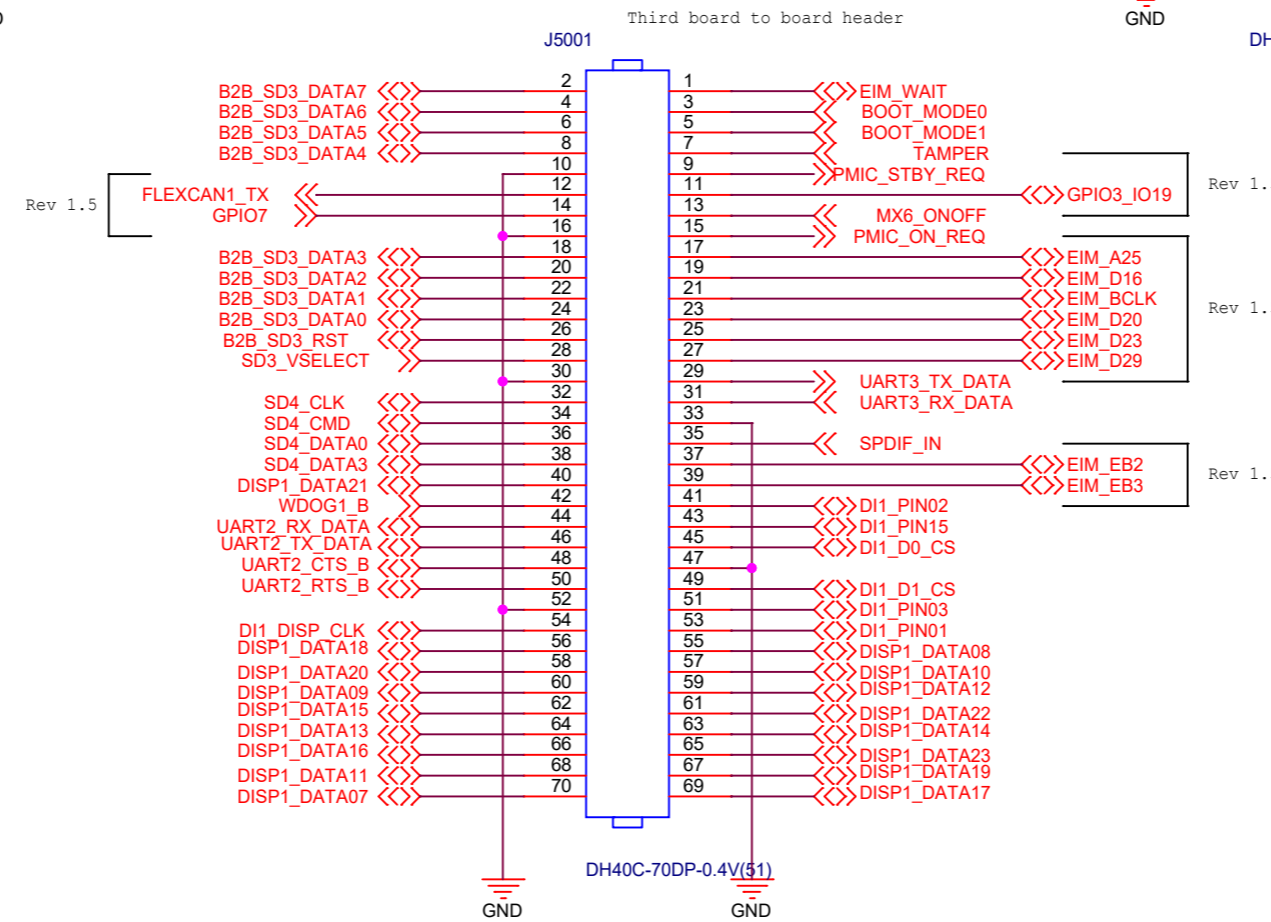 Third board to board header
GND
J5001
DH
B2B_SD3_DATA7 2 1 EIM_WAIT
B2B_SD3_DATA6 4 3 BOOT_MODE0
B2B_SD3_DATA5 6 5 BOOT_MODE1
B2B_SD3_DATA4 8 7 TAMPER
10 9 PMIC_STBY_REQ
Rev 1.5 FLEXCAN1_TX 12 11 GPIO3_IO19 Rev 1.
GPIO7 14 13 MX6_ONOFF
16 15 PMIC_ON_REQ
B2B_SD3_DATA3 18 17 EIM_A25
B2B_SD3_DATA2 20 19 EIM_D16
B2B_SD3_DATA1 22 21 EIM_BCLK Rev 1.
B2B_SD3_DATA0 24 23 EIM_D20
B2B_SD3_RST 26 25 EIM_D23
SD3_VSELECT 28 27 EIM_D29
30 29 UART3_TX_DATA
SD4_CLK 32 31 UART3_RX_DATA
SD4_CMD 34 33
SD4_DATA0 36 35 SPDIF_IN
SD4_DATA3 38 37 EIM_EB2 Rev 1.
DISP1_DATA21 40 39 EIM_EB3
WDOG1_B 42 41 DI1_PIN02
UART2_RX_DATA 44 43 DI1_PIN15
UART2_TX_DATA 46 45 DI1_D0_CS
UART2_CTS_B 48 47
UART2_RTS_B 50 49 DI1_D1_CS
52 51 DI1_PIN03
DI1_DISP_CLK 54 53 DI1_PIN01
DISP1_DATA18 56 55 DISP1_DATA08
DISP1_DATA20 58 57 DISP1_DATA10
DISP1_DATA09 60 59 DISP1_DATA12
DISP1_DATA15 62 61 DISP1_DATA22
DISP1_DATA13 64 63 DISP1_DATA14
DISP1_DATA16 66 65 DISP1_DATA23
DISP1_DATA11 68 67 DISP1_DATA19
DISP1_DATA07 70 69 DISP1_DATA17
DH40C-70DP-0.4V(51)
GND GND